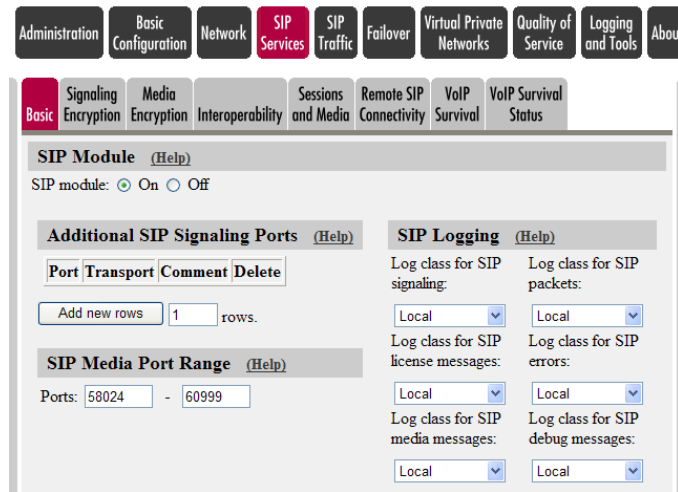 Administration Basic Configuration Network SIP Services SIP Traffic Failover Virtual Private Networks Quality of Service Logging and Tools Abou
Basic Signaling Encryption Media Encryption Interoperability Sessions and Media Remote SIP Connectivity VoIP Survival VoIP Survival Status
SIP Module (Help)
SIP module: On Off
Additional SIP Signaling Ports (Help)
Port Transport Comment Delete
Add new rows 1 rows.
SIP Media Port Range (Help)
Ports: 58024 - 60999
SIP Logging (Help)
Log class for SIP signaling:
Local
Log class for SIP packets:
Local
Log class for SIP license messages:
Local
Log class for SIP errors:
Local
Log class for SIP media messages:
Local
Log class for SIP debug messages:
Local